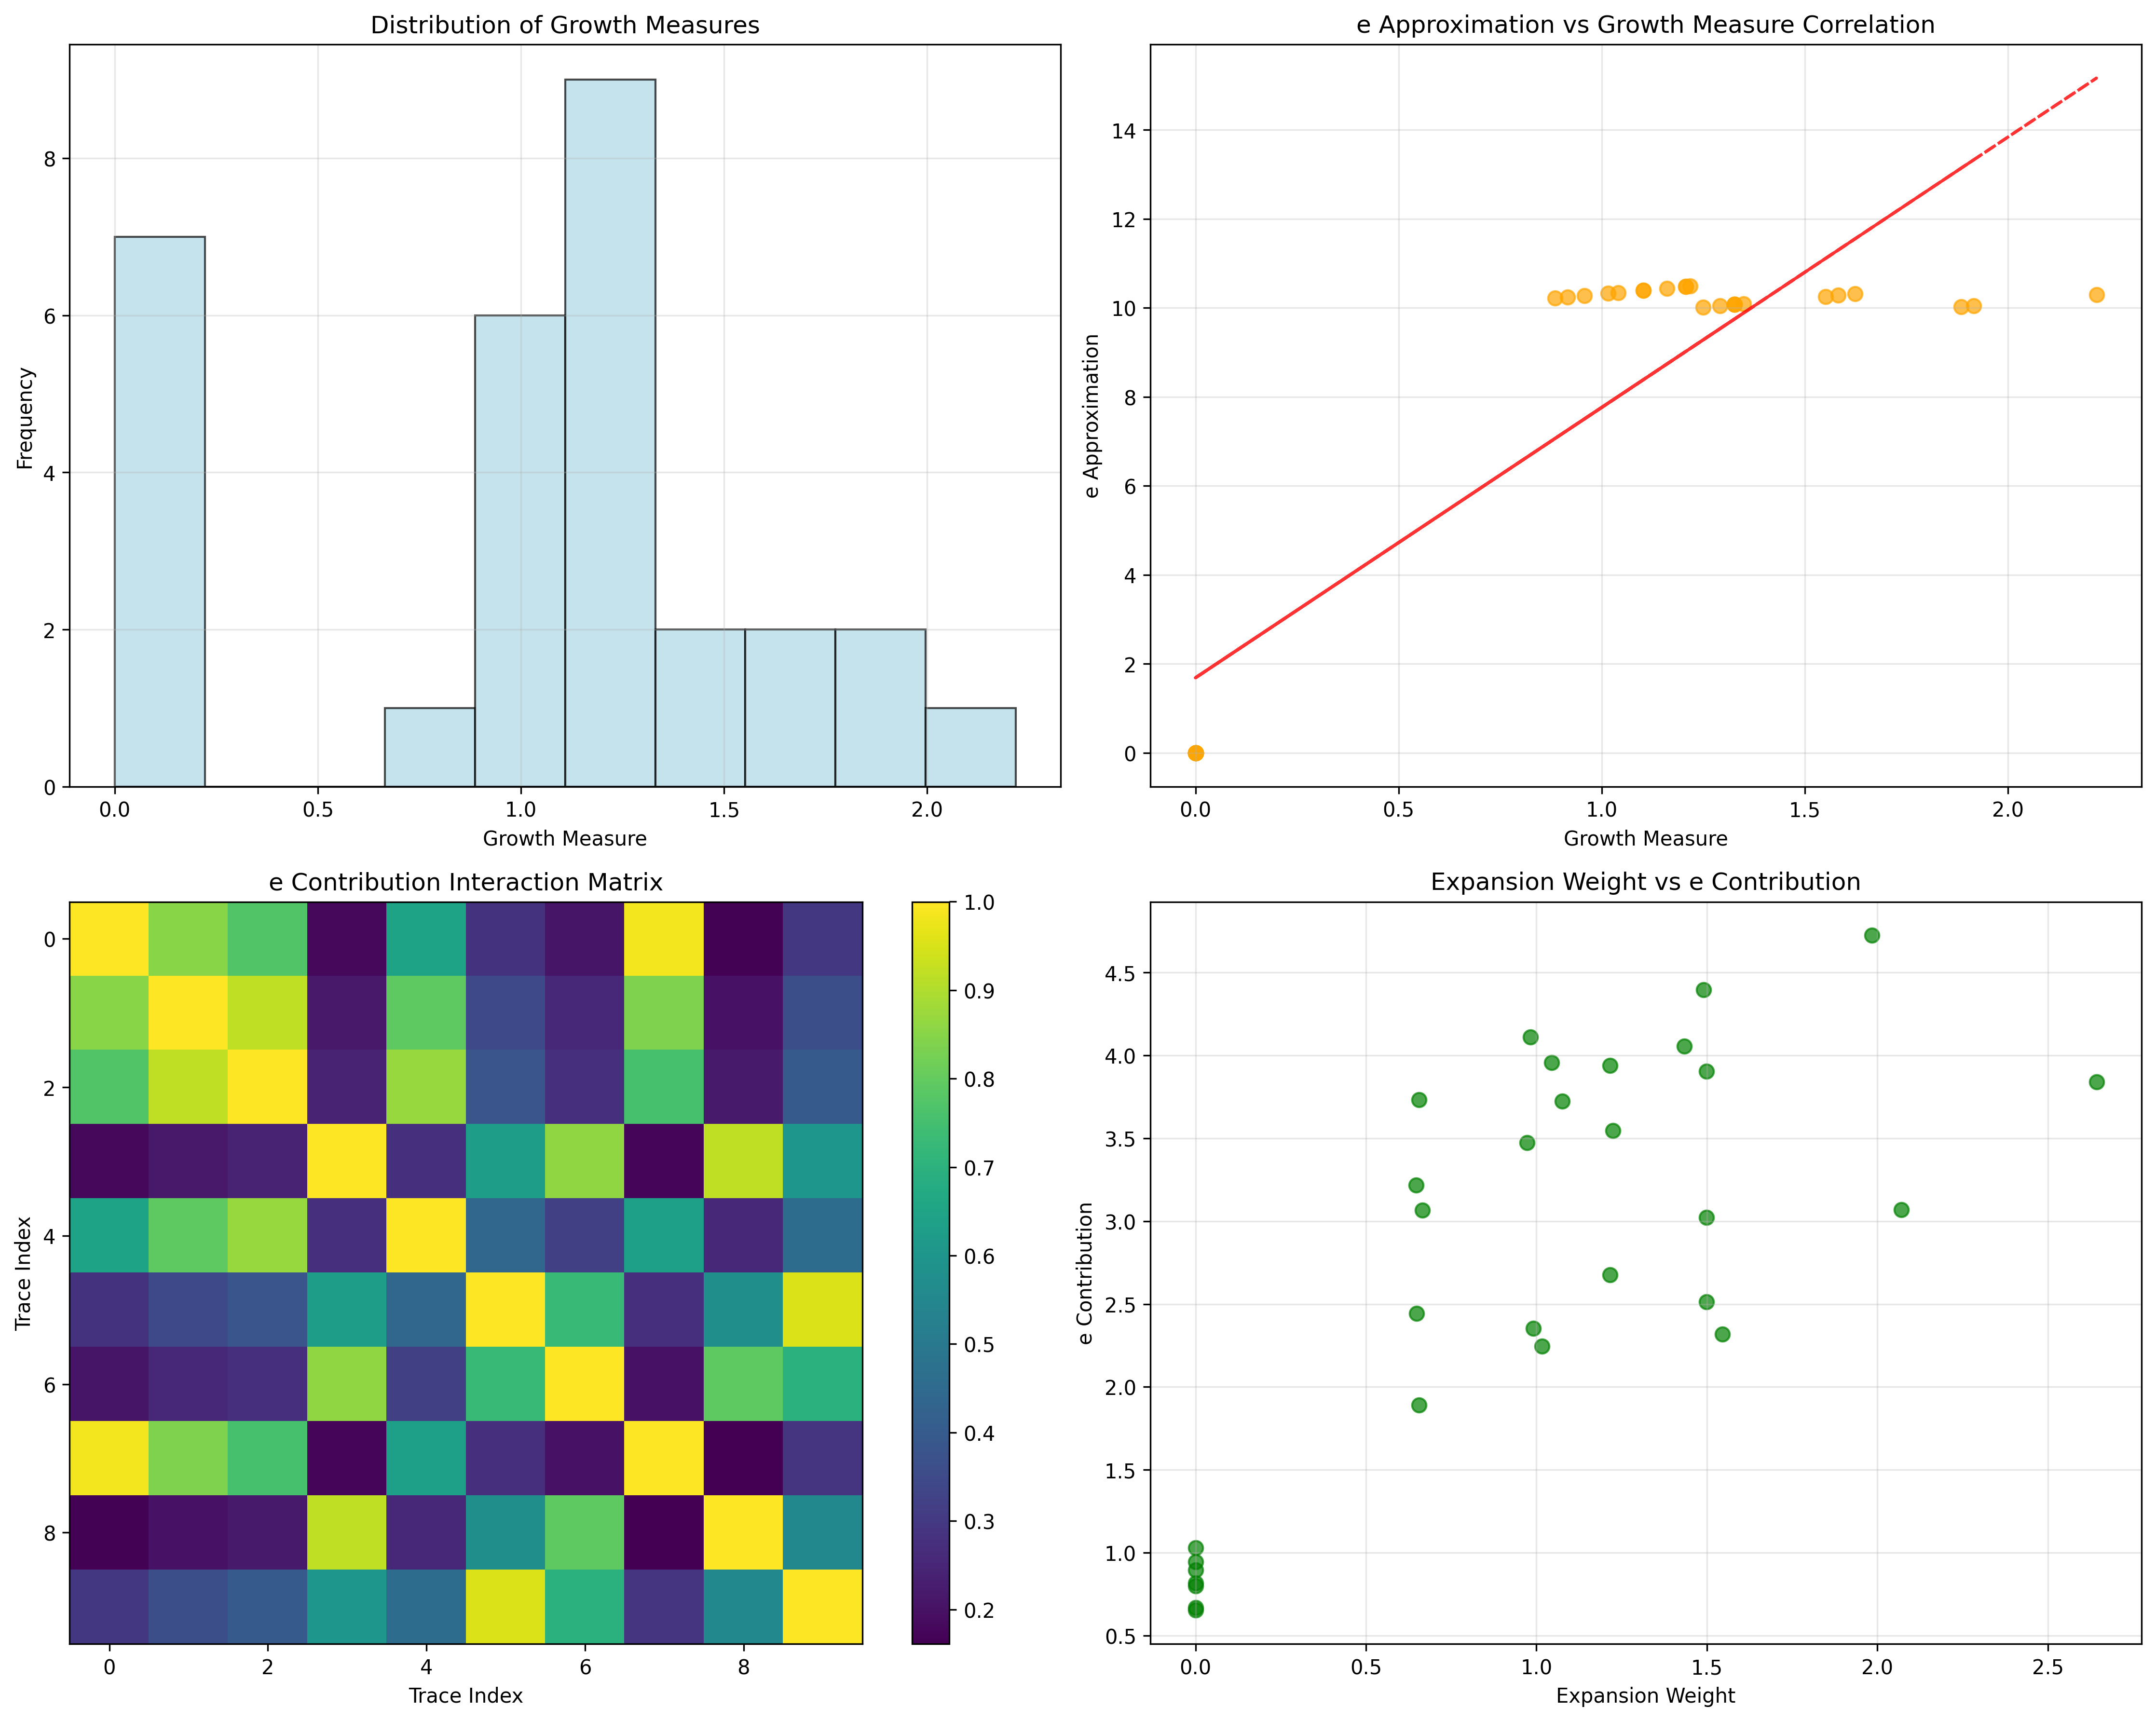 Distribution of Growth Measures
Frequency
8
6
4
2
0
0.0 0.5 1.0 1.5 2.0
Growth Measure
e Approximation vs Growth Measure Correlation
e Approximation
14
12
10
8
6
4
2
0
0.0 0.5 1.0 1.5 2.0
Growth Measure
e Contribution Interaction Matrix
Trace Index
0
2
4
6
8
0 2 4 6 8
Trace Index
1.0
0.9
0.8
0.7
0.6
0.5
0.4
0.3
0.2
Expansion Weight vs e Contribution
e Contribution
4.5
4.0
3.5
3.0
2.5
2.0
1.5
1.0
0.5
0.0 0.5 1.0 1.5 2.0 2.5
Expansion Weight